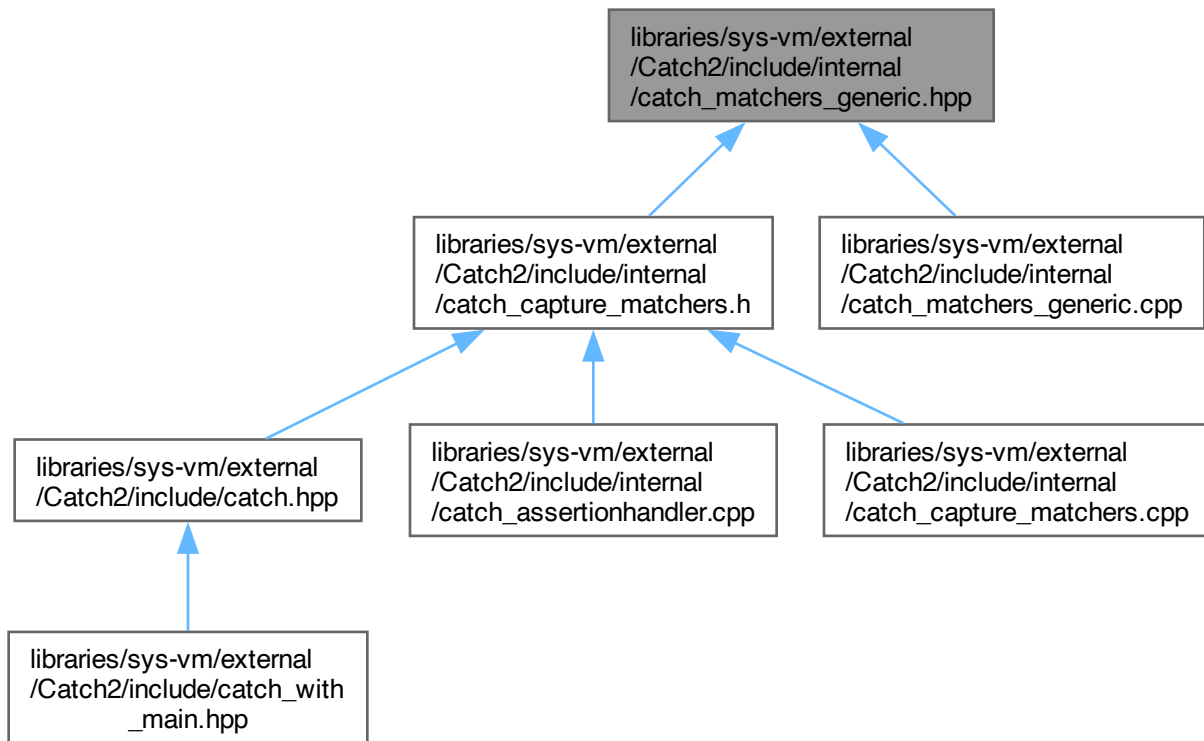 libraries/sys-vm/external
/Catch2/include/internal
/catch_matchers_generic.hpp
libraries/sys-vm/external
/Catch2/include/internal
/catch_capture_matchers.h
libraries/sys-vm/external
/Catch2/include/internal
/catch_matchers_generic.cpp
libraries/sys-vm/external
/Catch2/include/catch.hpp
libraries/sys-vm/external
/Catch2/include/internal
/catch_assertionhandler.cpp
libraries/sys-vm/external
/Catch2/include/internal
/catch_capture_matchers.cpp
libraries/sys-vm/external
/Catch2/include/catch_with
_main.hpp